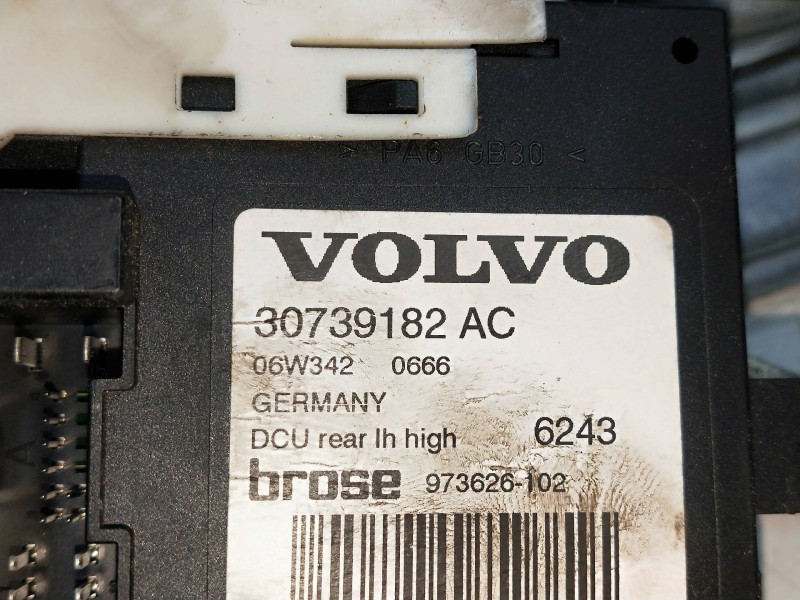 > PA6 GB30 <
VOLVO
30739182 AC
06W342 0666
GERMANY
DCU rear lh high 6243
brose 973626-102
A